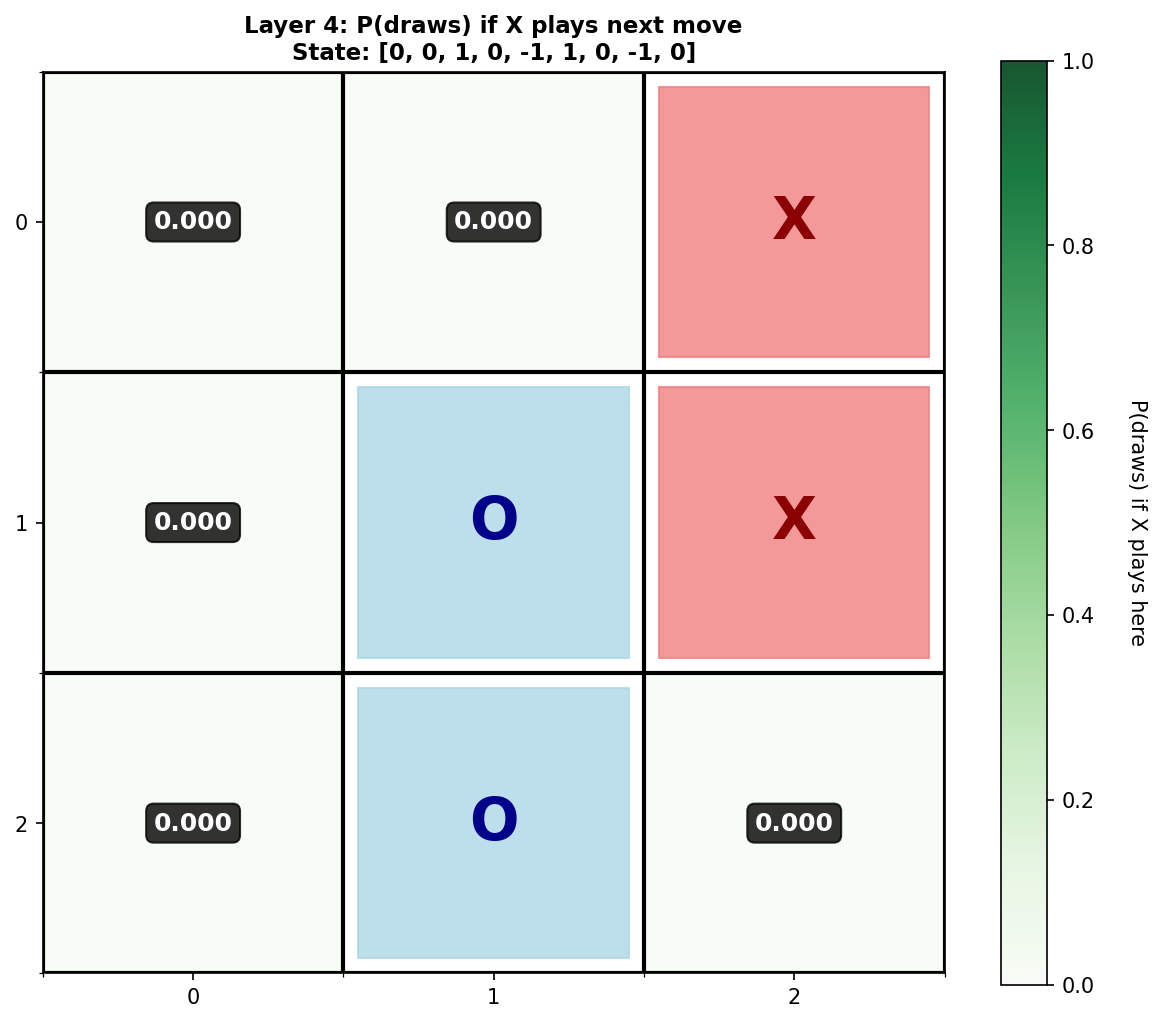 Layer 4: P(draws) if X plays next move
State: [0, 0, 1, 0, -1, 1, 0, -1, 0]
0 0.000 0.000 X
1 0.000 O X
2 0.000 O 0.000
0 1 2
1.0
0.8
0.6
0.4
0.2
0.0
P(draws) if X plays here